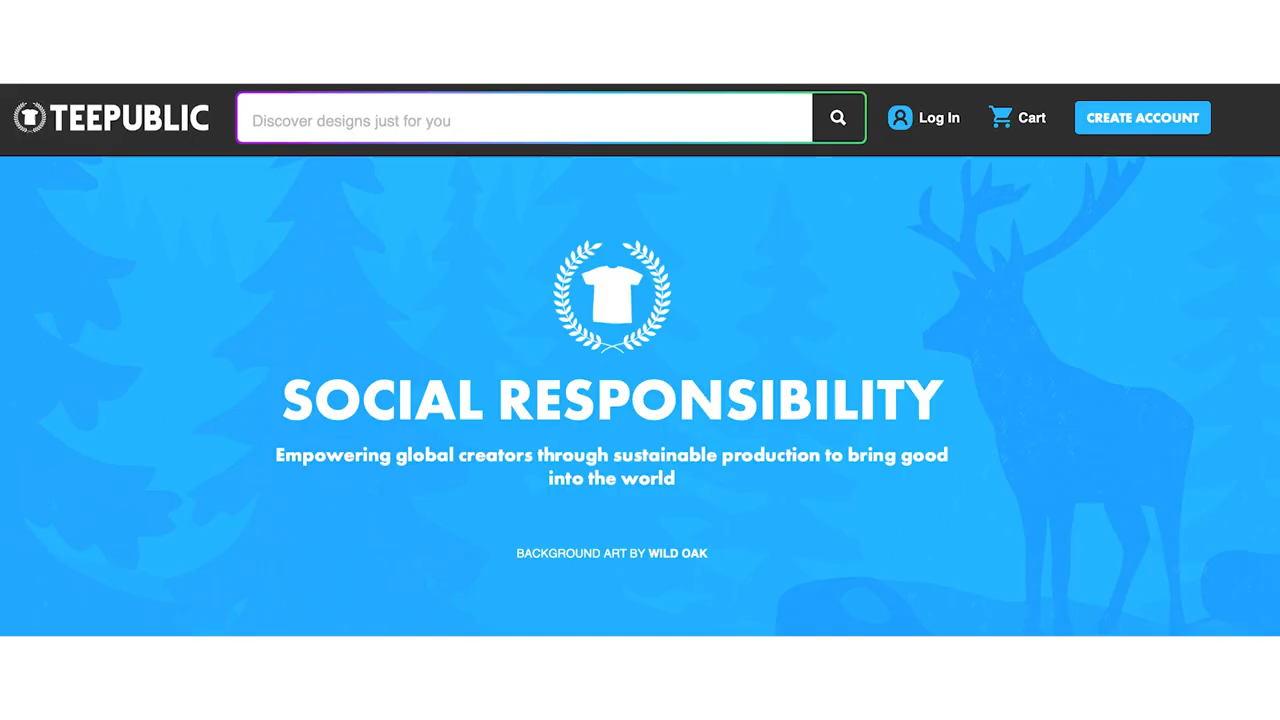 TEEPUBLIC
Discover designs just for you
Log In
Cart
CREATE ACCOUNT
SOCIAL RESPONSIBILITY
Empowering global creators through sustainable production to bring good
into the world
BACKGROUND ART BY WILD OAK